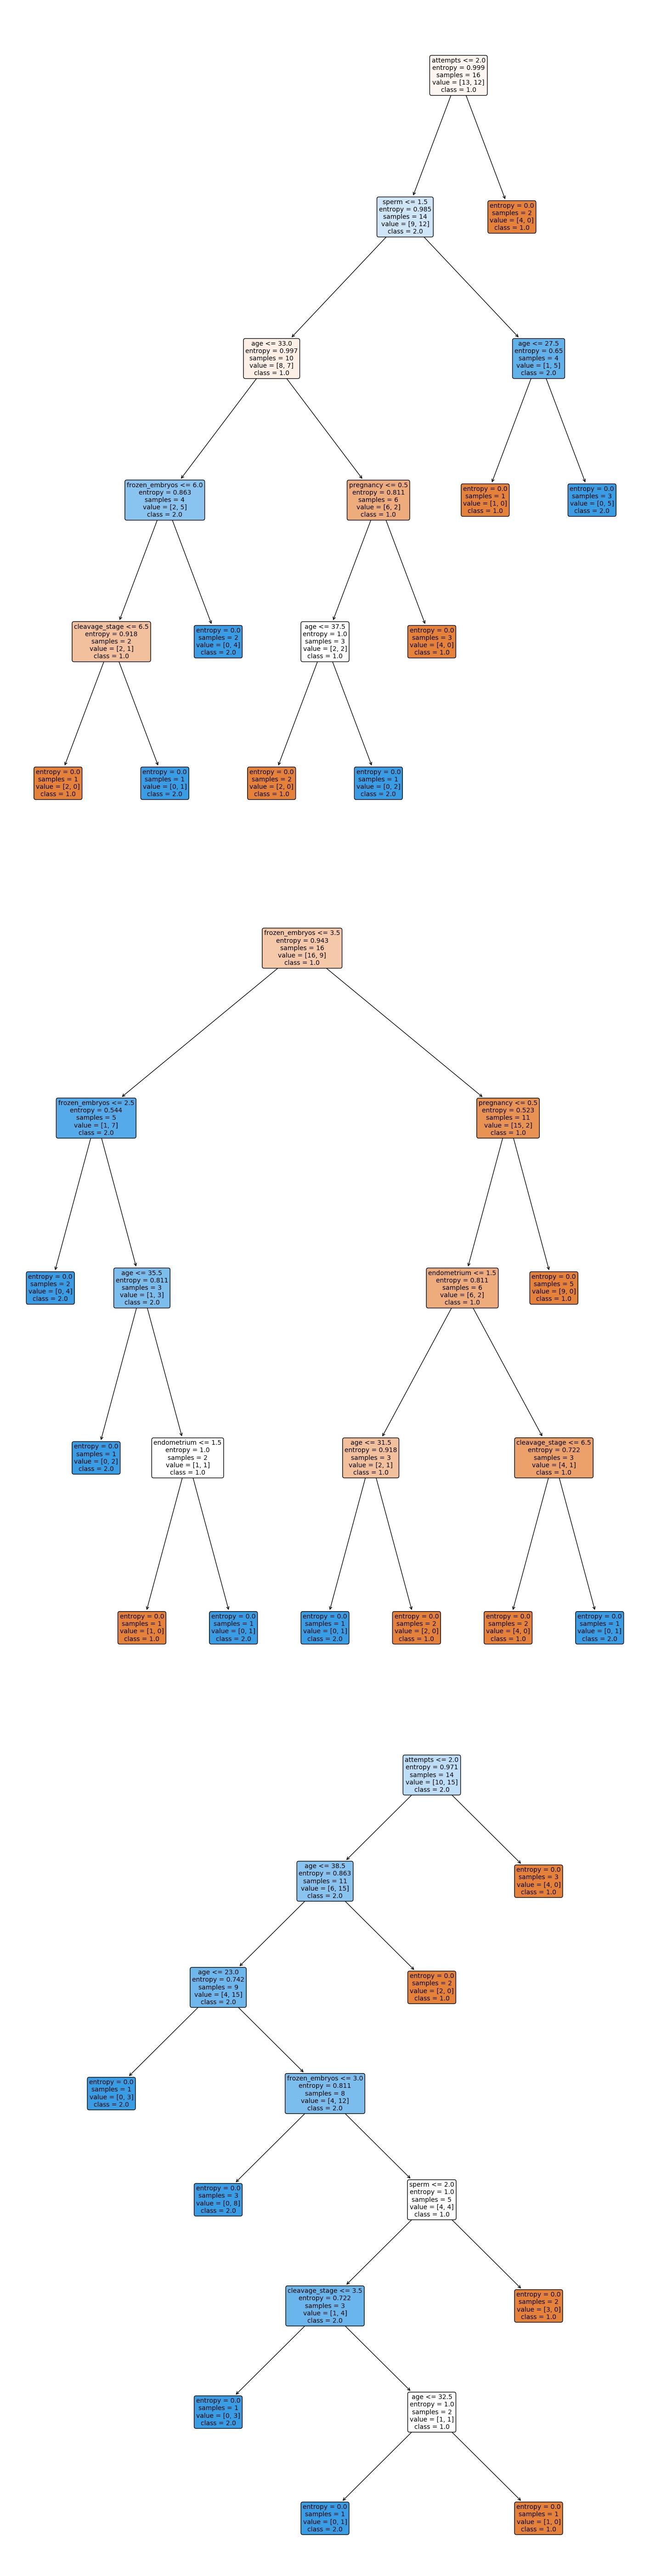 attempts <= 2.0
entropy = 0.999
samples = 16
value = [13, 12]
class = 1.0
sperm <= 1.5
entropy = 0.985
samples = 14
value = [9, 12]
class = 2.0
entropy = 0.0
samples = 2
value = [4, 0]
class = 1.0
age <= 33.0
entropy = 0.997
samples = 10
value = [8, 7]
class = 1.0
age <= 27.5
entropy = 0.65
samples = 4
value = [1, 5]
class = 2.0
frozen_embryos <= 6.0
entropy = 0.863
samples = 4
value = [2, 5]
class = 2.0
pregnancy <= 0.5
entropy = 0.811
samples = 6
value = [6, 2]
class = 1.0
entropy = 0.0
samples = 1
value = [1, 0]
class = 1.0
entropy = 0.0
samples = 3
value = [0, 5]
class = 2.0
cleavage_stage <= 6.5
entropy = 0.918
samples = 2
value = [2, 1]
class = 1.0
entropy = 0.0
samples = 2
value = [0, 4]
class = 2.0
age <= 37.5
entropy = 1.0
samples = 3
value = [2, 2]
class = 1.0
entropy = 0.0
samples = 3
value = [4, 0]
class = 1.0
entropy = 0.0
samples = 1
value = [2, 0]
class = 1.0
entropy = 0.0
samples = 1
value = [0, 1]
class = 2.0
entropy = 0.0
samples = 2
value = [2, 0]
class = 1.0
entropy = 0.0
samples = 1
value = [0, 2]
class = 2.0
frozen_embryos <= 3.5
entropy = 0.943
samples = 16
value = [16, 9]
class = 1.0
frozen_embryos <= 2.5
entropy = 0.544
samples = 5
value = [1, 7]
class = 2.0
pregnancy <= 0.5
entropy = 0.523
samples = 11
value = [15, 2]
class = 1.0
entropy = 0.0
samples = 2
value = [0, 4]
class = 2.0
age <= 35.5
entropy = 0.811
samples = 3
value = [1, 3]
class = 2.0
endometrium <= 1.5
entropy = 0.811
samples = 6
value = [6, 2]
class = 1.0
entropy = 0.0
samples = 5
value = [9, 0]
class = 1.0
entropy = 0.0
samples = 1
value = [0, 2]
class = 2.0
endometrium <= 1.5
entropy = 1.0
samples = 2
value = [1, 1]
class = 1.0
age <= 31.5
entropy = 0.918
samples = 3
value = [2, 1]
class = 1.0
cleavage_stage <= 6.5
entropy = 0.722
samples = 3
value = [4, 1]
class = 1.0
entropy = 0.0
samples = 1
value = [1, 0]
class = 1.0
entropy = 0.0
samples = 1
value = [0, 1]
class = 2.0
entropy = 0.0
samples = 1
value = [0, 1]
class = 2.0
entropy = 0.0
samples = 2
value = [2, 0]
class = 1.0
entropy = 0.0
samples = 2
value = [4, 0]
class = 1.0
entropy = 0.0
samples = 1
value = [0, 1]
class = 2.0
attempts <= 2.0
entropy = 0.971
samples = 14
value = [10, 15]
class = 2.0
age <= 38.5
entropy = 0.863
samples = 11
value = [6, 15]
class = 2.0
entropy = 0.0
samples = 3
value = [4, 0]
class = 1.0
age <= 23.0
entropy = 0.742
samples = 9
value = [4, 15]
class = 2.0
entropy = 0.0
samples = 2
value = [2, 0]
class = 1.0
entropy = 0.0
samples = 1
value = [0, 3]
class = 2.0
frozen_embryos <= 3.0
entropy = 0.811
samples = 8
value = [4, 12]
class = 2.0
entropy = 0.0
samples = 3
value = [0, 8]
class = 2.0
sperm <= 2.0
entropy = 1.0
samples = 5
value = [4, 4]
class = 1.0
cleavage_stage <= 3.5
entropy = 0.722
samples = 3
value = [1, 4]
class = 2.0
entropy = 0.0
samples = 2
value = [3, 0]
class = 1.0
entropy = 0.0
samples = 1
value = [0, 3]
class = 2.0
age <= 32.5
entropy = 1.0
samples = 2
value = [1, 1]
class = 1.0
entropy = 0.0
samples = 1
value = [0, 1]
class = 2.0
entropy = 0.0
samples = 1
value = [1, 0]
class = 1.0